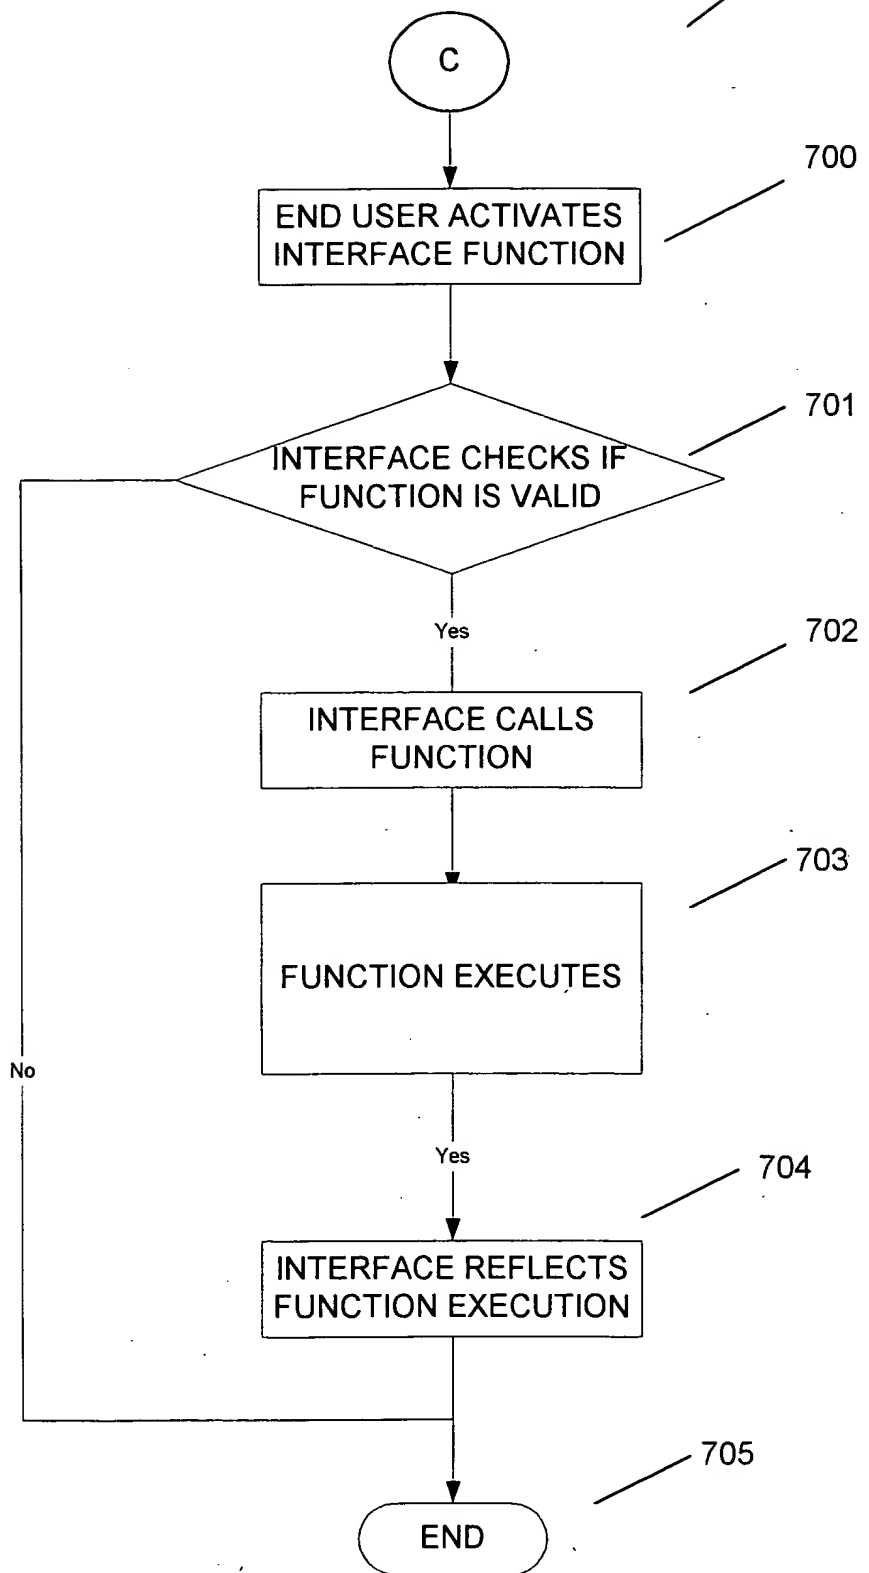 C
700
END USER ACTIVATES
INTERFACE FUNCTION
701
INTERFACE CHECKS IF
FUNCTION IS VALID
Yes
702
INTERFACE CALLS
FUNCTION
703
FUNCTION EXECUTES
No
Yes
704
INTERFACE REFLECTS
FUNCTION EXECUTION
705
END